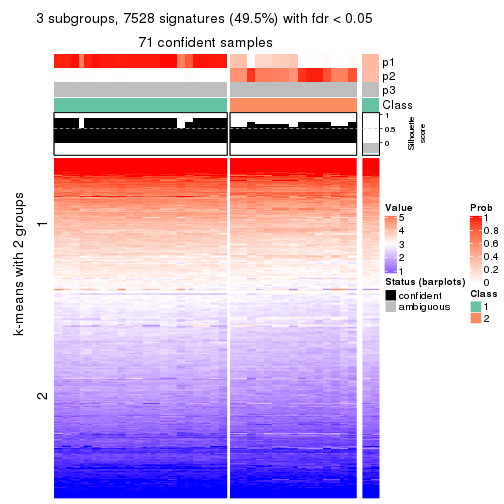 3 subgroups, 7528 signatures (49.5%) with fdr < 0.05
71 confident samples
p1
p2
p3
Class
1
0.5
0
Silhouette
score
k-means with 2 groups
1
2
Value
5
4
3
2
1
Status (barplots)
confident
ambiguous
Prob
1
0.8
0.6
0.4
0.2
0
Class
1
2